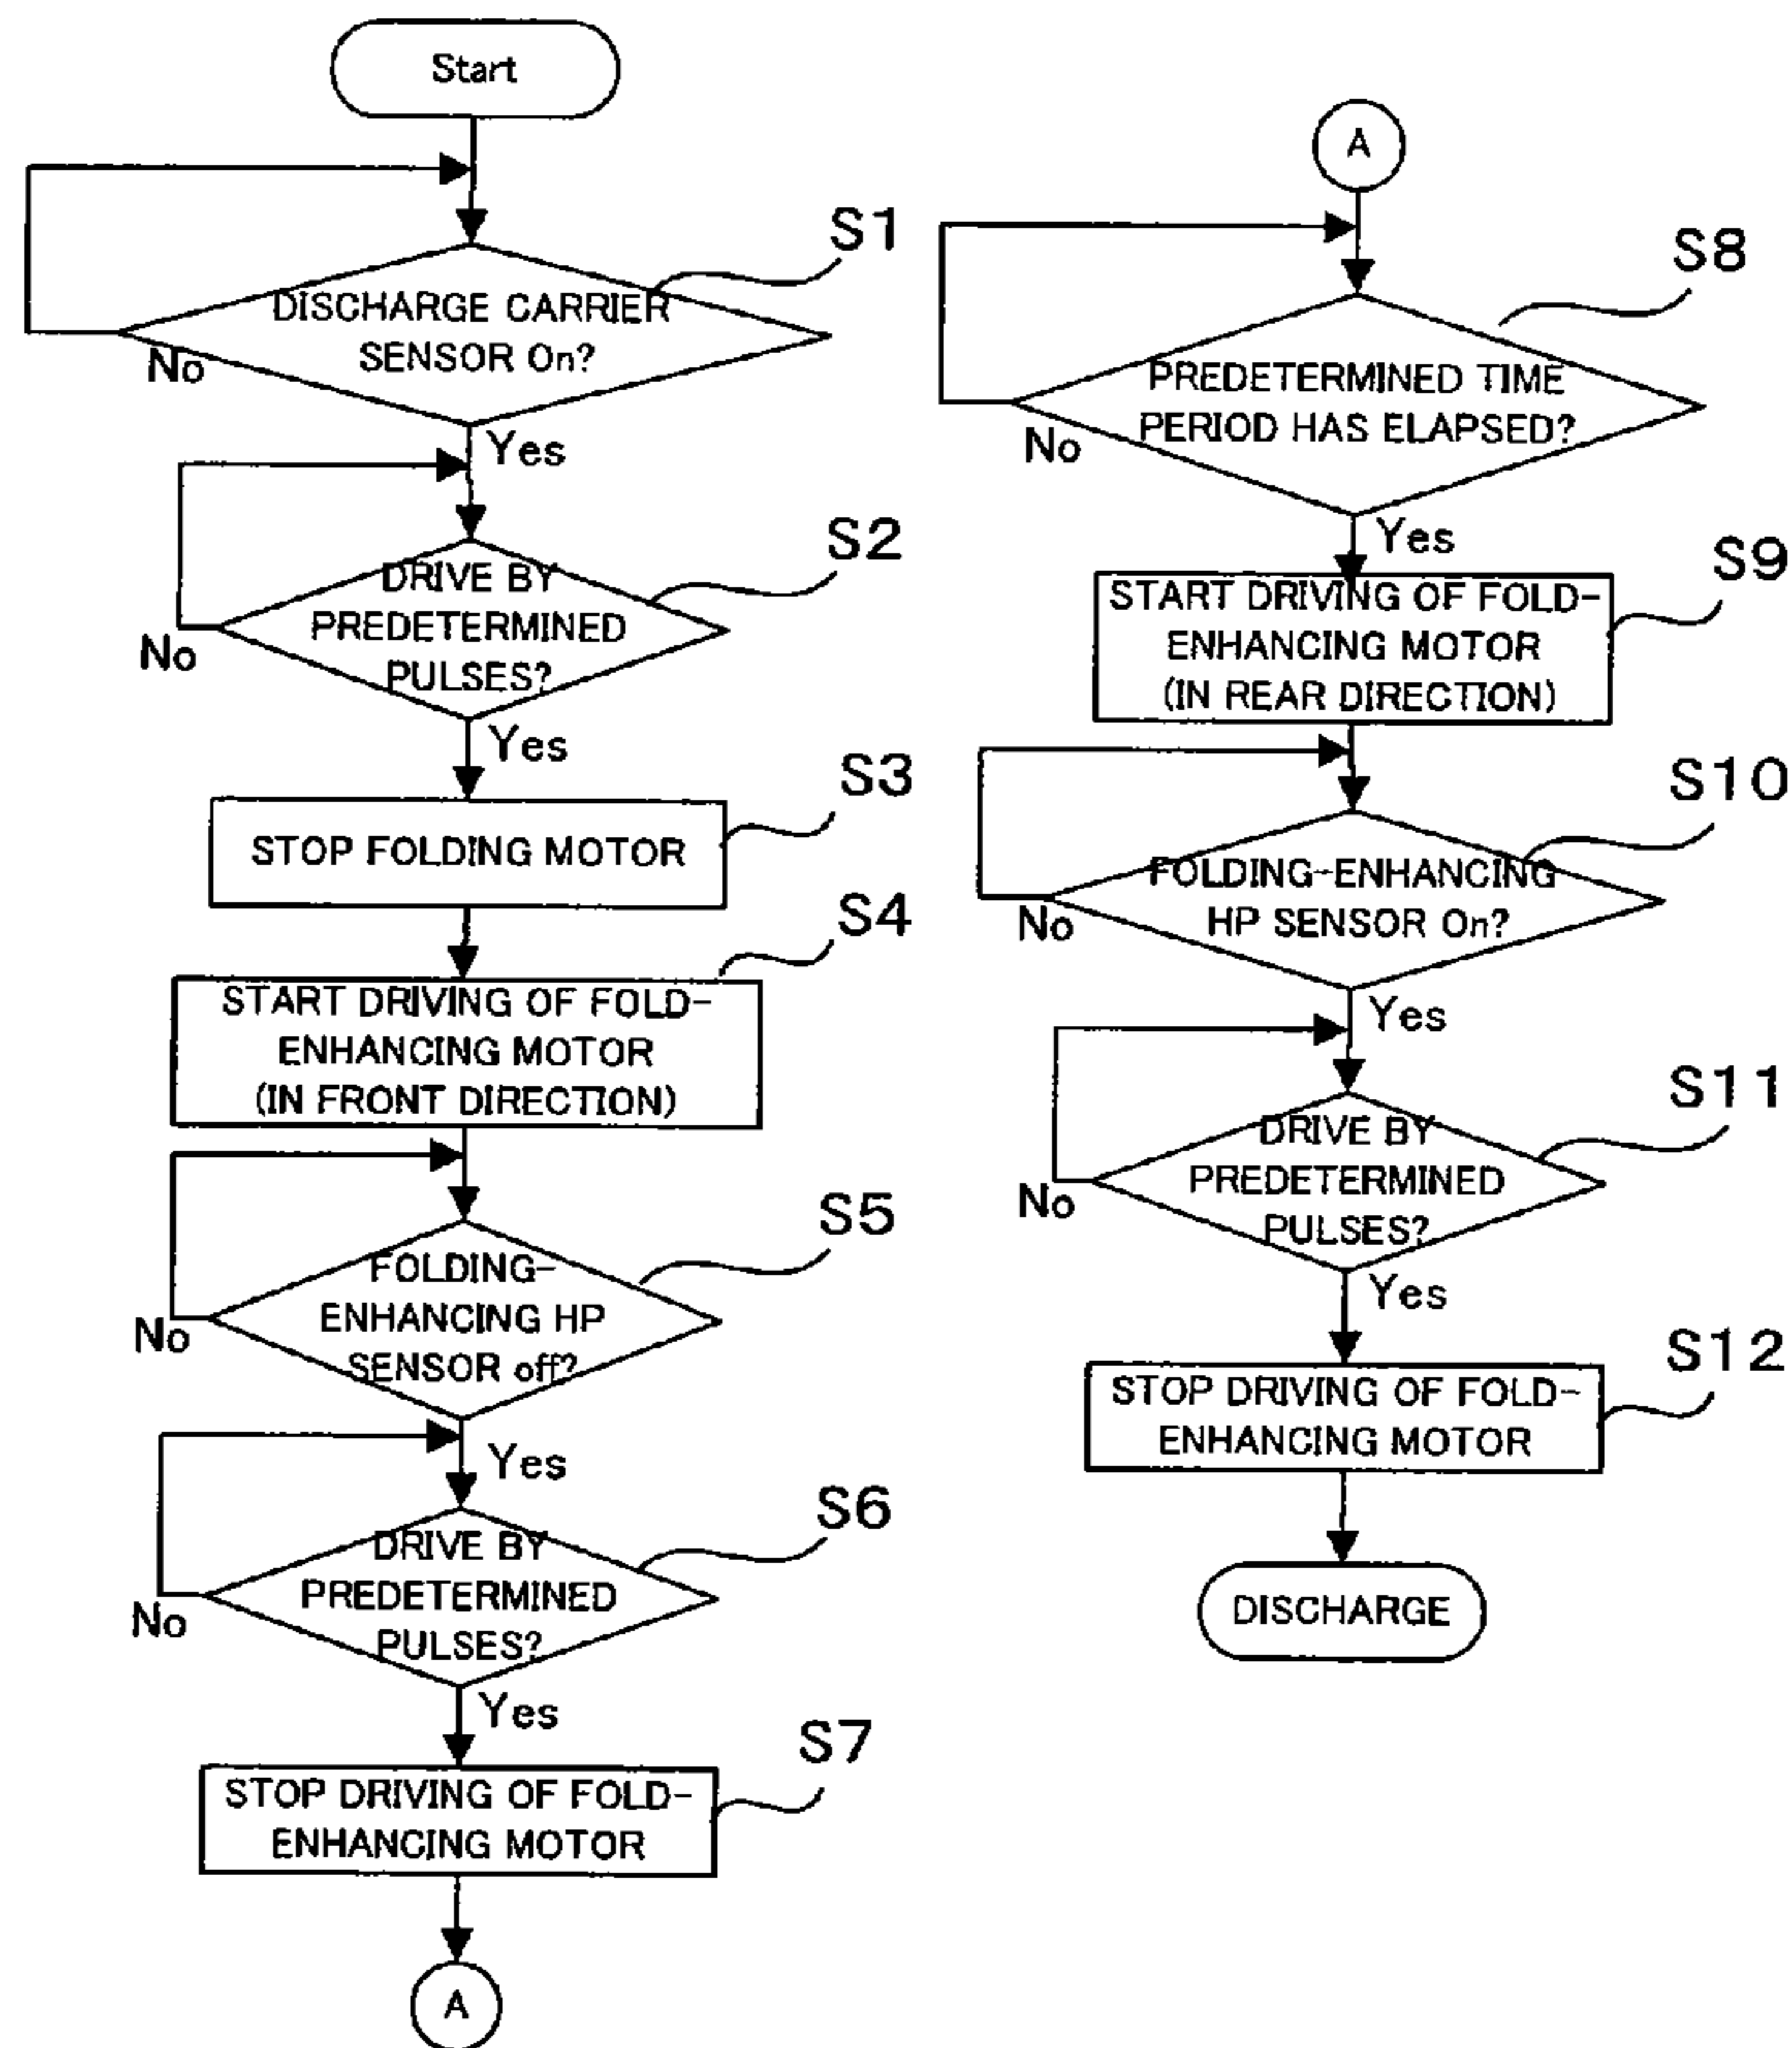 Start
S1
DISCHARGE CARRIER
SENSOR On?
No
Yes
S2
DRIVE BY
PREDETERMINED
PULSES?
No
Yes
S3
STOP FOLDING MOTOR
S4
START DRIVING OF FOLD-
ENHANCING MOTOR
(IN FRONT DIRECTION)
S5
FOLDING-
ENHANCING HP
SENSOR off?
No
Yes
S6
DRIVE BY
PREDETERMINED
PULSES?
No
Yes
S7
STOP DRIVING OF FOLD-
ENHANCING MOTOR
A
A
S8
PREDETERMINED TIME
PERIOD HAS ELAPSED?
No
Yes
S9
START DRIVING OF FOLD-
ENHANCING MOTOR
(IN REAR DIRECTION)
S10
FOLDING-ENHANCING
HP SENSOR On?
No
Yes
S11
DRIVE BY
PREDETERMINED
PULSES?
No
Yes
S12
STOP DRIVING OF FOLD-
ENHANCING MOTOR
DISCHARGE